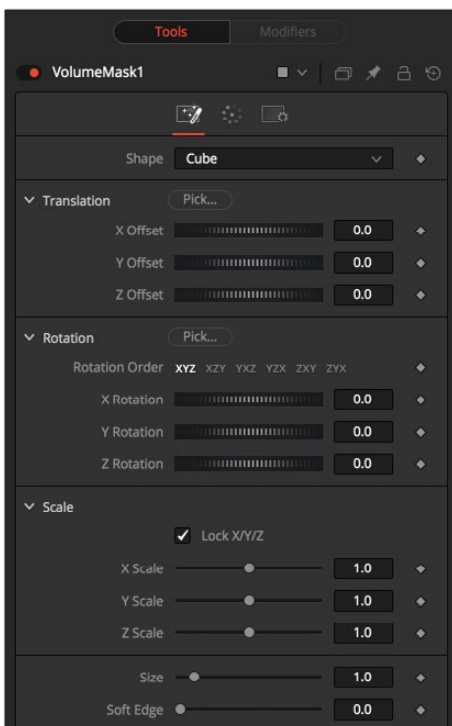 Tools Modifiers
VolumeMask1
Shape Cube
Translation Pick...
X Offset 0.0
Y Offset 0.0
Z Offset 0.0
Rotation Pick...
Rotation Order XYZ XZY YXZ YZX ZXY ZYX
X Rotation 0.0
Y Rotation 0.0
Z Rotation 0.0
Scale
Lock X/Y/Z
X Scale 1.0
Y Scale 1.0
Z Scale 1.0
Size 1.0
Soft Edge 0.0